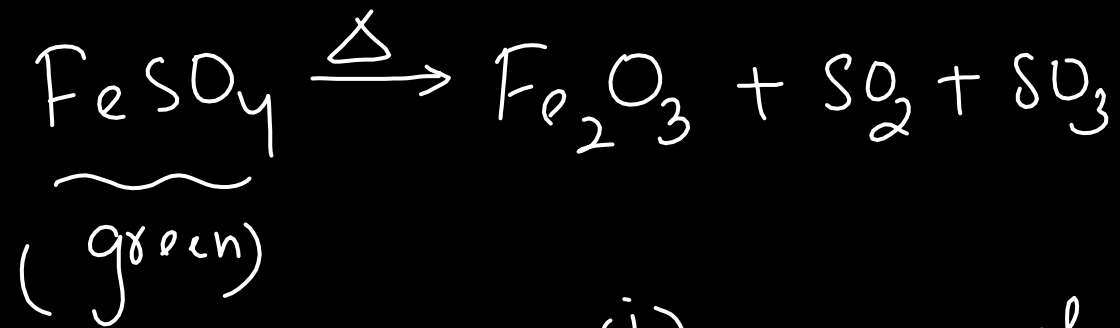 FeSO4 Δ→ Fe2O3 + SO2 + SO3
(green)
(i)